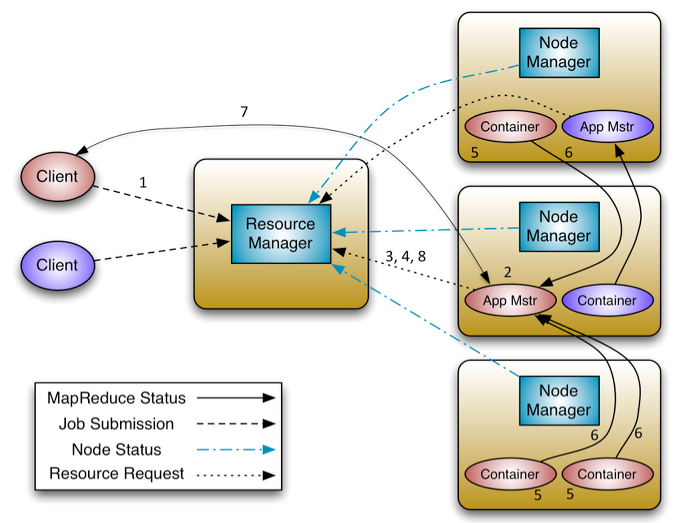 Node
Manager
Container
App Mstr
5
6
7
Client
1
Resource
Manager
Client
3, 4, 8
Node
Manager
2
App Mstr
Container
MapReduce Status
Job Submission
Node Status
Resource Request
Node
Manager
6
6
Container
Container
5
5